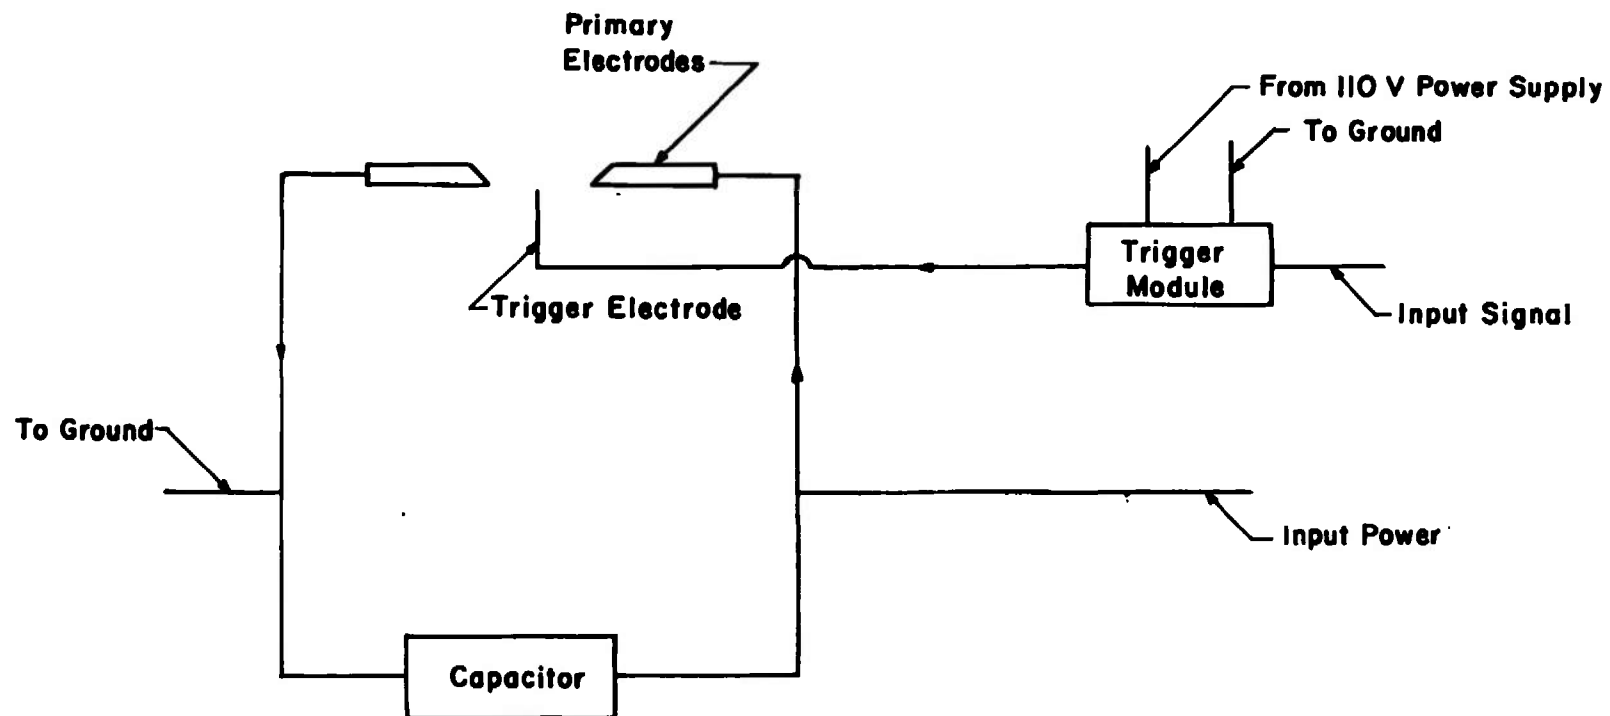 Primary
Electrodes
From 110 V Power Supply
To Ground
Trigger
Module
Trigger Electrode
Input Signal
To Ground
Input Power
Capacitor